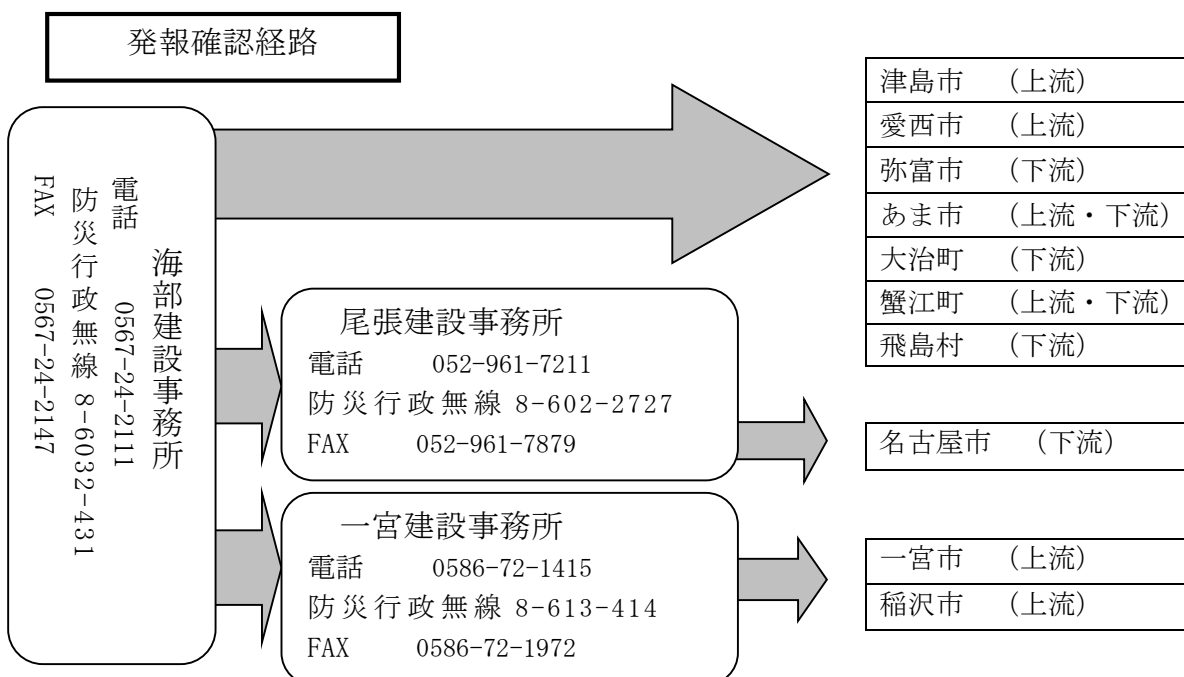 発報確認経路
海部建設事務所
電話 0567-24-2111
防災行政無線 8-6032-431
FAX 0567-24-2147
尾張建設事務所
電話 052-961-7211
防災行政無線 8-602-2727
FAX 052-961-7879
一宮建設事務所
電話 0586-72-1415
防災行政無線 8-613-414
FAX 0586-72-1972
津島市 (上流)
愛西市 (上流)
弥富市 (下流)
あま市 (上流・下流)
大治町 (下流)
蟹江町 (上流・下流)
飛島村 (下流)
名古屋市 (下流)
一宮市 (上流)
稲沢市 (上流)